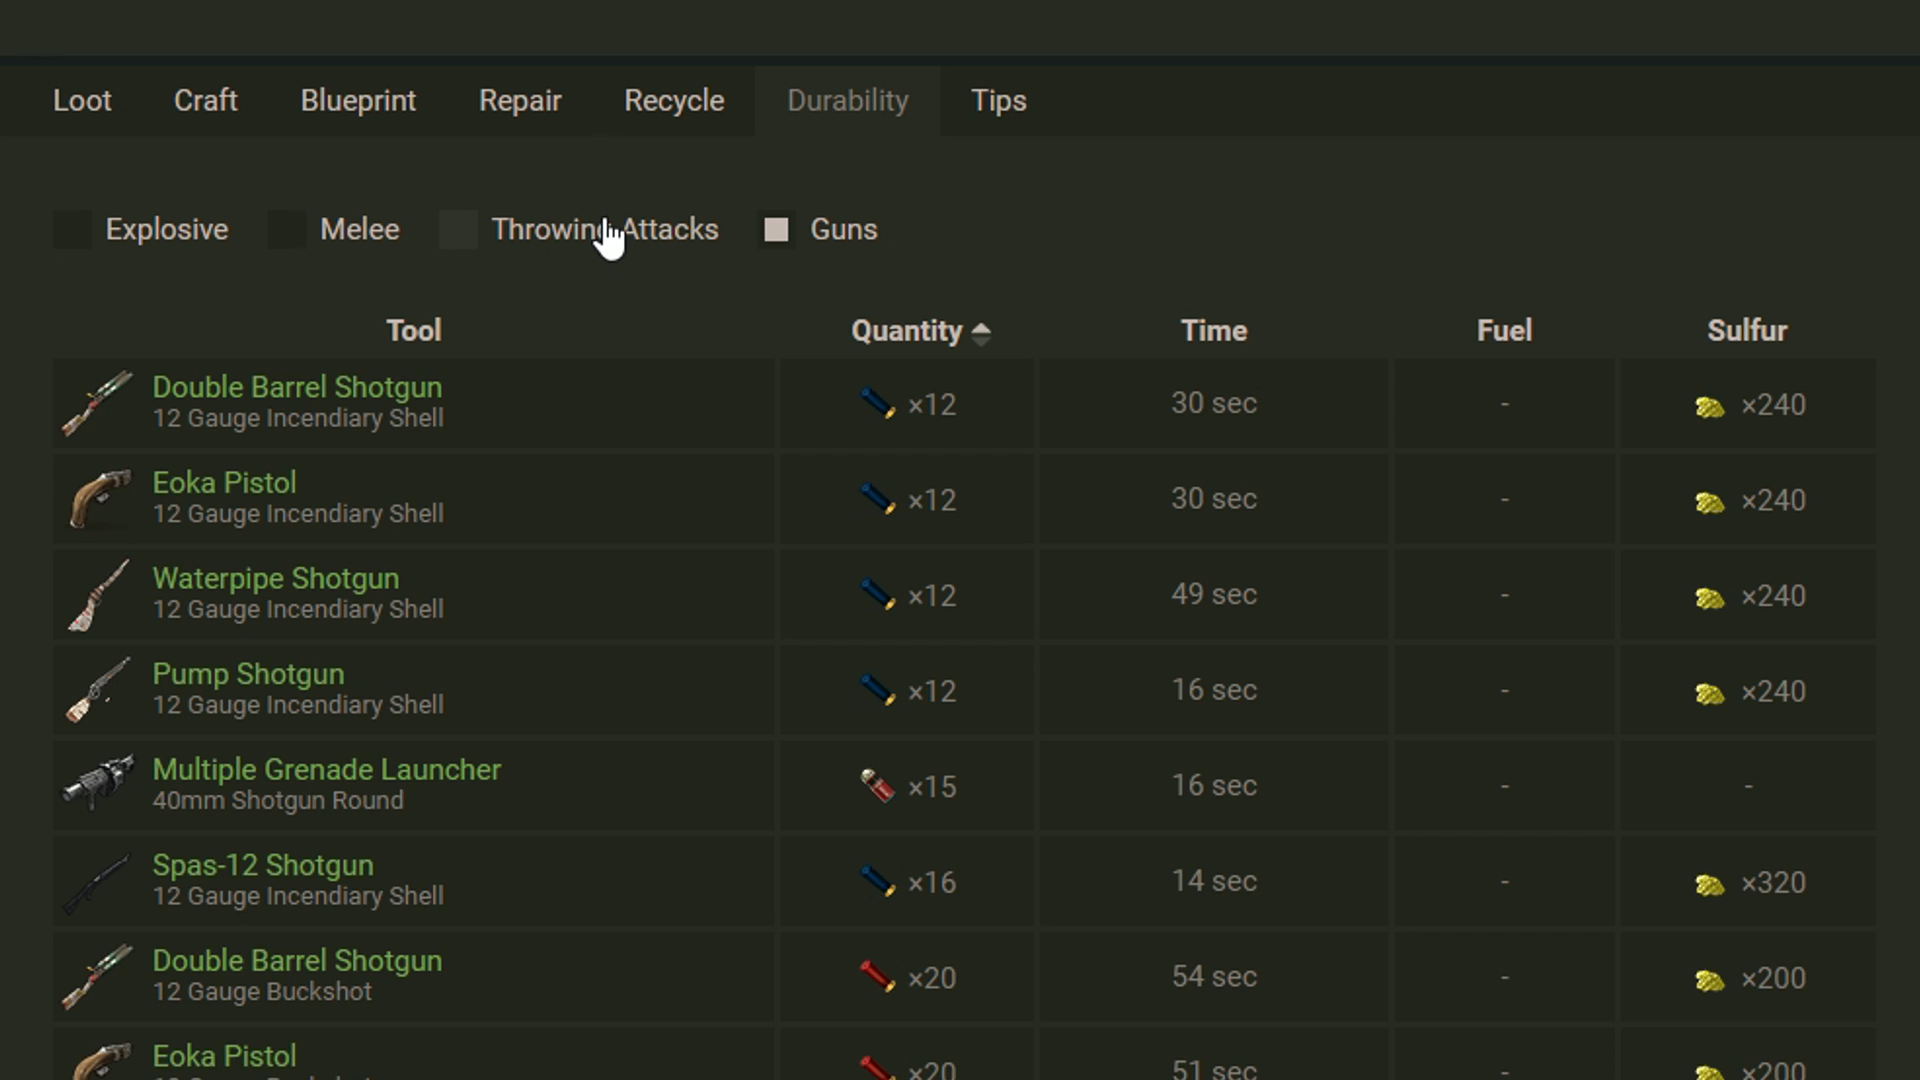 Loot Craft Blueprint Repair Recycle Durability Tips
Explosive Melee Throwing Attacks Guns
Tool Quantity Time Fuel Sulfur
Double Barrel Shotgun
12 Gauge Incendiary Shell
×12 30 sec - ×240
Eoka Pistol
12 Gauge Incendiary Shell
×12 30 sec - ×240
Waterpipe Shotgun
12 Gauge Incendiary Shell
×12 49 sec - ×240
Pump Shotgun
12 Gauge Incendiary Shell
×12 16 sec - ×240
Multiple Grenade Launcher
40mm Shotgun Round
×15 16 sec - -
Spas-12 Shotgun
12 Gauge Incendiary Shell
×16 14 sec - ×320
Double Barrel Shotgun
12 Gauge Buckshot
×20 54 sec - ×200
Eoka Pistol
×20 51 sec - ×200